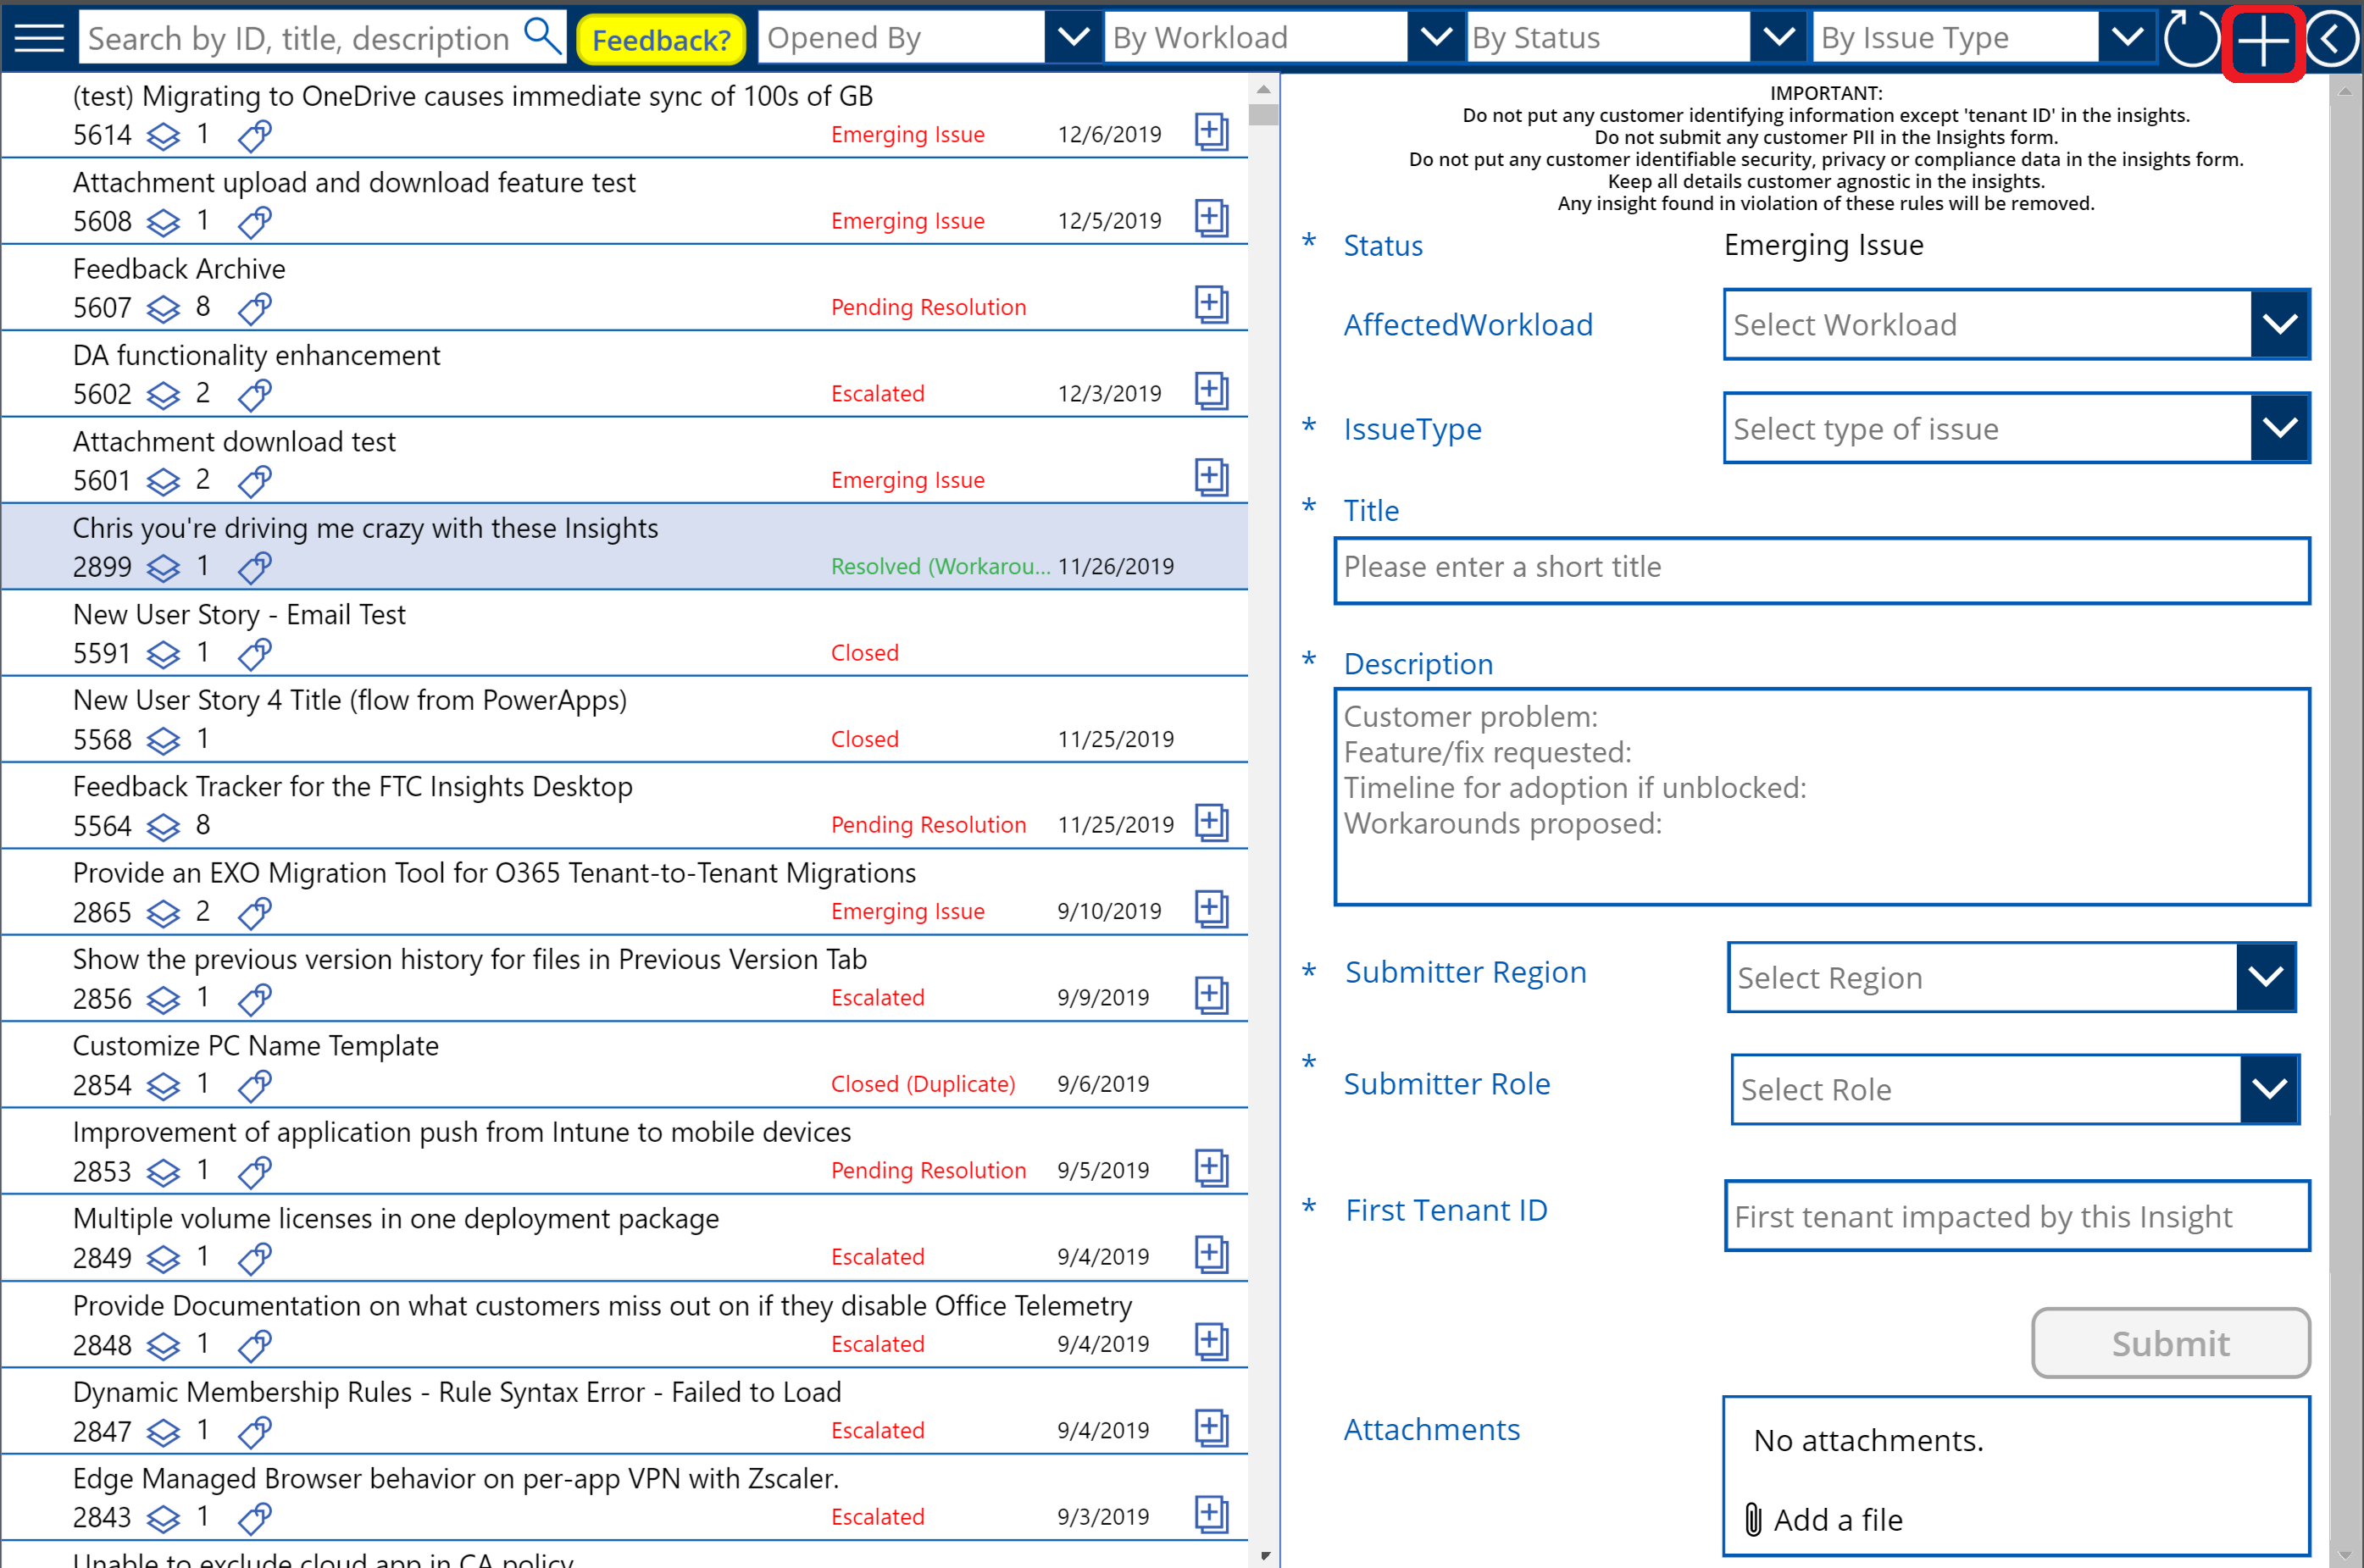 Search by ID, title, description
Feedback?
Opened By
By Workload
By Status
By Issue Type
(test) Migrating to OneDrive causes immediate sync of 100s of GB
5614 1 Emerging Issue 12/6/2019
Attachment upload and download feature test
5608 1 Emerging Issue 12/5/2019
Feedback Archive
5607 8 Pending Resolution
DA functionality enhancement
5602 2 Escalated 12/3/2019
Attachment download test
5601 2 Emerging Issue
Chris you're driving me crazy with these Insights
2899 1 Resolved (Workarou... 11/26/2019
New User Story - Email Test
5591 1 Closed
New User Story 4 Title (flow from PowerApps)
5568 1 Closed 11/25/2019
Feedback Tracker for the FTC Insights Desktop
5564 8 Pending Resolution 11/25/2019
Provide an EXO Migration Tool for O365 Tenant-to-Tenant Migrations
2865 2 Emerging Issue 9/10/2019
Show the previous version history for files in Previous Version Tab
2856 1 Escalated 9/9/2019
Customize PC Name Template
2854 1 Closed (Duplicate) 9/6/2019
Improvement of application push from Intune to mobile devices
2853 1 Pending Resolution 9/5/2019
Multiple volume licenses in one deployment package
2849 1 Escalated 9/4/2019
Provide Documentation on what customers miss out on if they disable Office Telemetry
2848 1 Escalated 9/4/2019
Dynamic Membership Rules - Rule Syntax Error - Failed to Load
2847 1 Escalated 9/4/2019
Edge Managed Browser behavior on per-app VPN with Zscaler.
2843 1 Escalated 9/3/2019
Unable to exclude cloud app in CA policy
IMPORTANT:
Do not put any customer identifying information except 'tenant ID' in the insights.
Do not submit any customer PII in the Insights form.
Do not put any customer identifiable security, privacy or compliance data in the insights form.
Keep all details customer agnostic in the insights.
Any insight found in violation of these rules will be removed.
* Status Emerging Issue
AffectedWorkload Select Workload
* IssueType Select type of issue
* Title
Please enter a short title
* Description
Customer problem:
Feature/fix requested:
Timeline for adoption if unblocked:
Workarounds proposed:
* Submitter Region Select Region
* Submitter Role Select Role
* First Tenant ID First tenant impacted by this Insight
Submit
Attachments No attachments.
Add a file